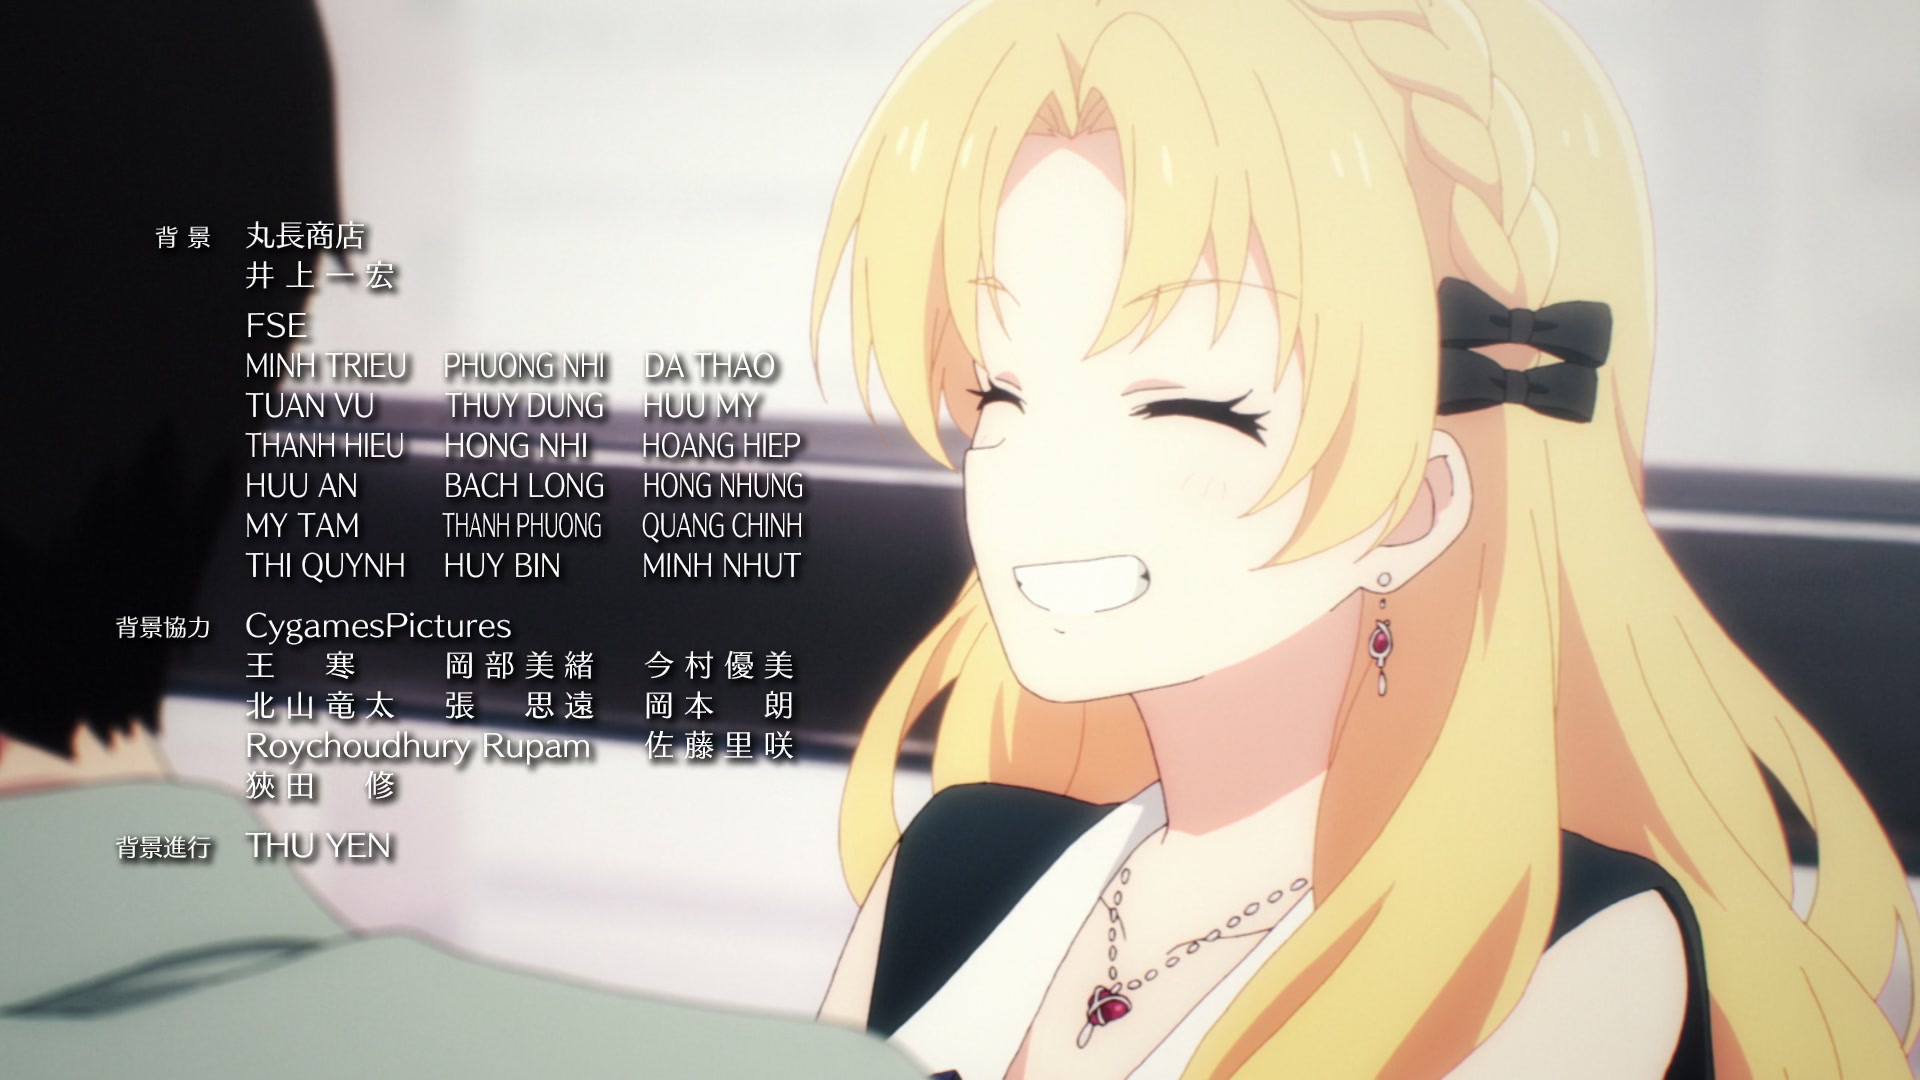 背景 丸長商店
井上一宏
FSE
MINH TRIEU PHUONG NHI DA THAO
TUAN VU THUY DUNG HUU MY
THANH HIEU HONG NHI HOANG HIEP
HUU AN BACH LONG HONG NHUNG
MY TAM THANH PHUONG QUANG CHINH
THI QUYNH HUY BIN MINH NHUT
背景協力 CygamesPictures
王寒 岡部美緒 今村優美
北山竜太 張思遠 岡本朗
Roychoudhury Rupam 佐藤里咲
狹田修
背景進行 THU YEN